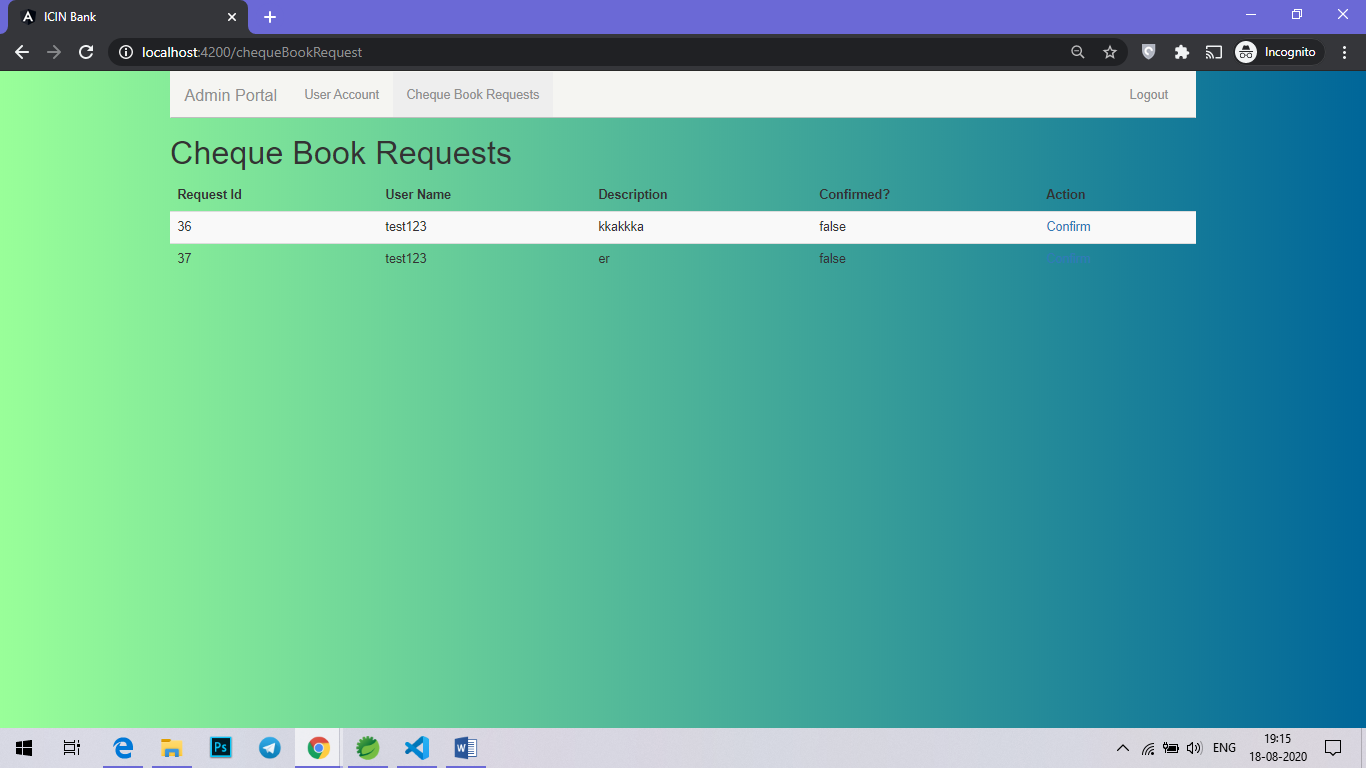 ICIN Bank
localhost:4200/chequeBookRequest
Incognito
Admin Portal User Account Cheque Book Requests Logout
Cheque Book Requests
Request Id User Name Description Confirmed? Action
36 test123 kkakkka false Confirm
37 test123 er false Confirm
Ps
ENG
19:15
18-08-2020